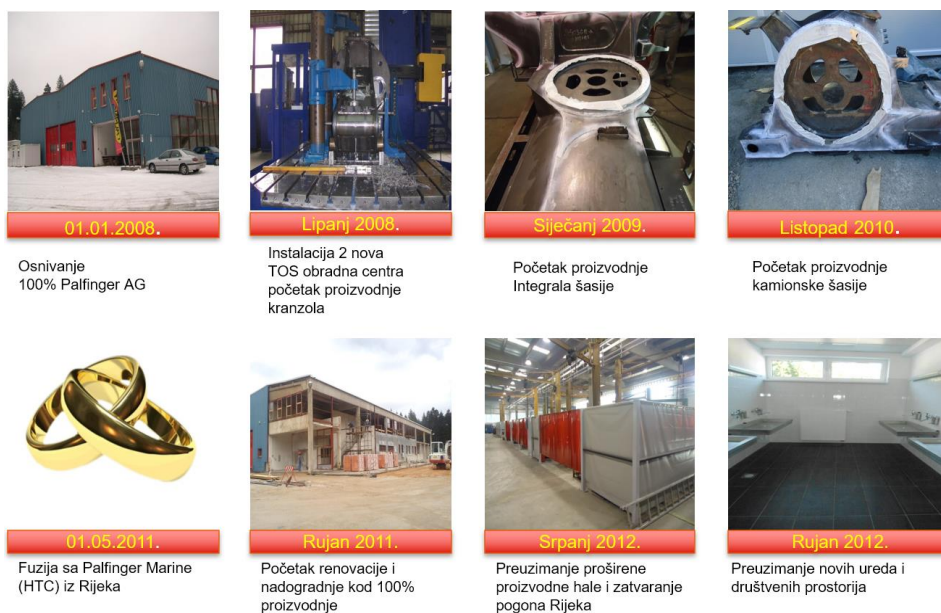 01.01.2008.
Osnivanje
100% Palfinger AG
Lipanj 2008.
Instalacija 2 nova
TOS obradna centra
početak proizvodnje
kranzola
Siječanj 2009.
Početak proizvodnje
Integrala šasije
Listopad 2010.
Početak proizvodnje
kamionske šasije
01.05.2011.
Fuzija sa Palfinger Marine
(HTC) iz Rijeka
Rujan 2011.
Početak renovacije i
nadogradnje kod 100%
proizvodnje
Srpanj 2012.
Preuzimanje proširene
proizvodne hale i zatvaranje
pogona Rijeka
Rujan 2012.
Preuzimanje novih ureda i
društvenih prostorija